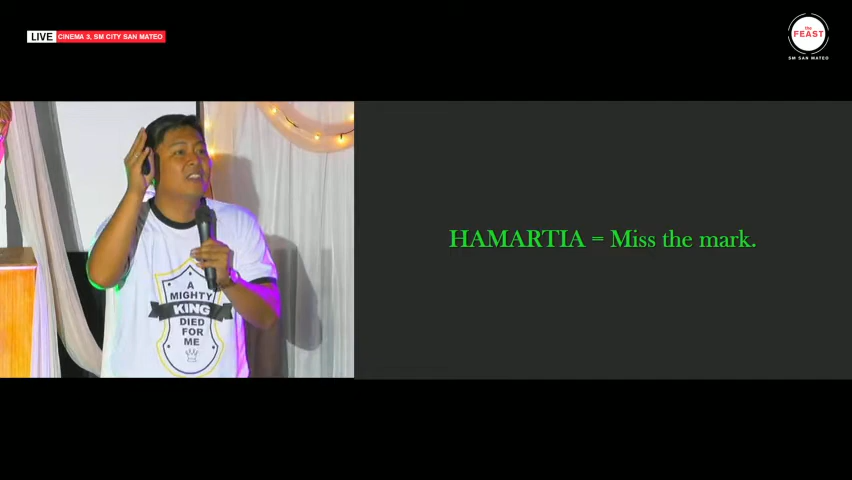 LIVE CINEMA 3, SM CITY SAN MATEO
the
FEAST
SM SAN MATEO
HAMARTIA = Miss the mark.
A
MIGHTY
KING
DIED
FOR
ME